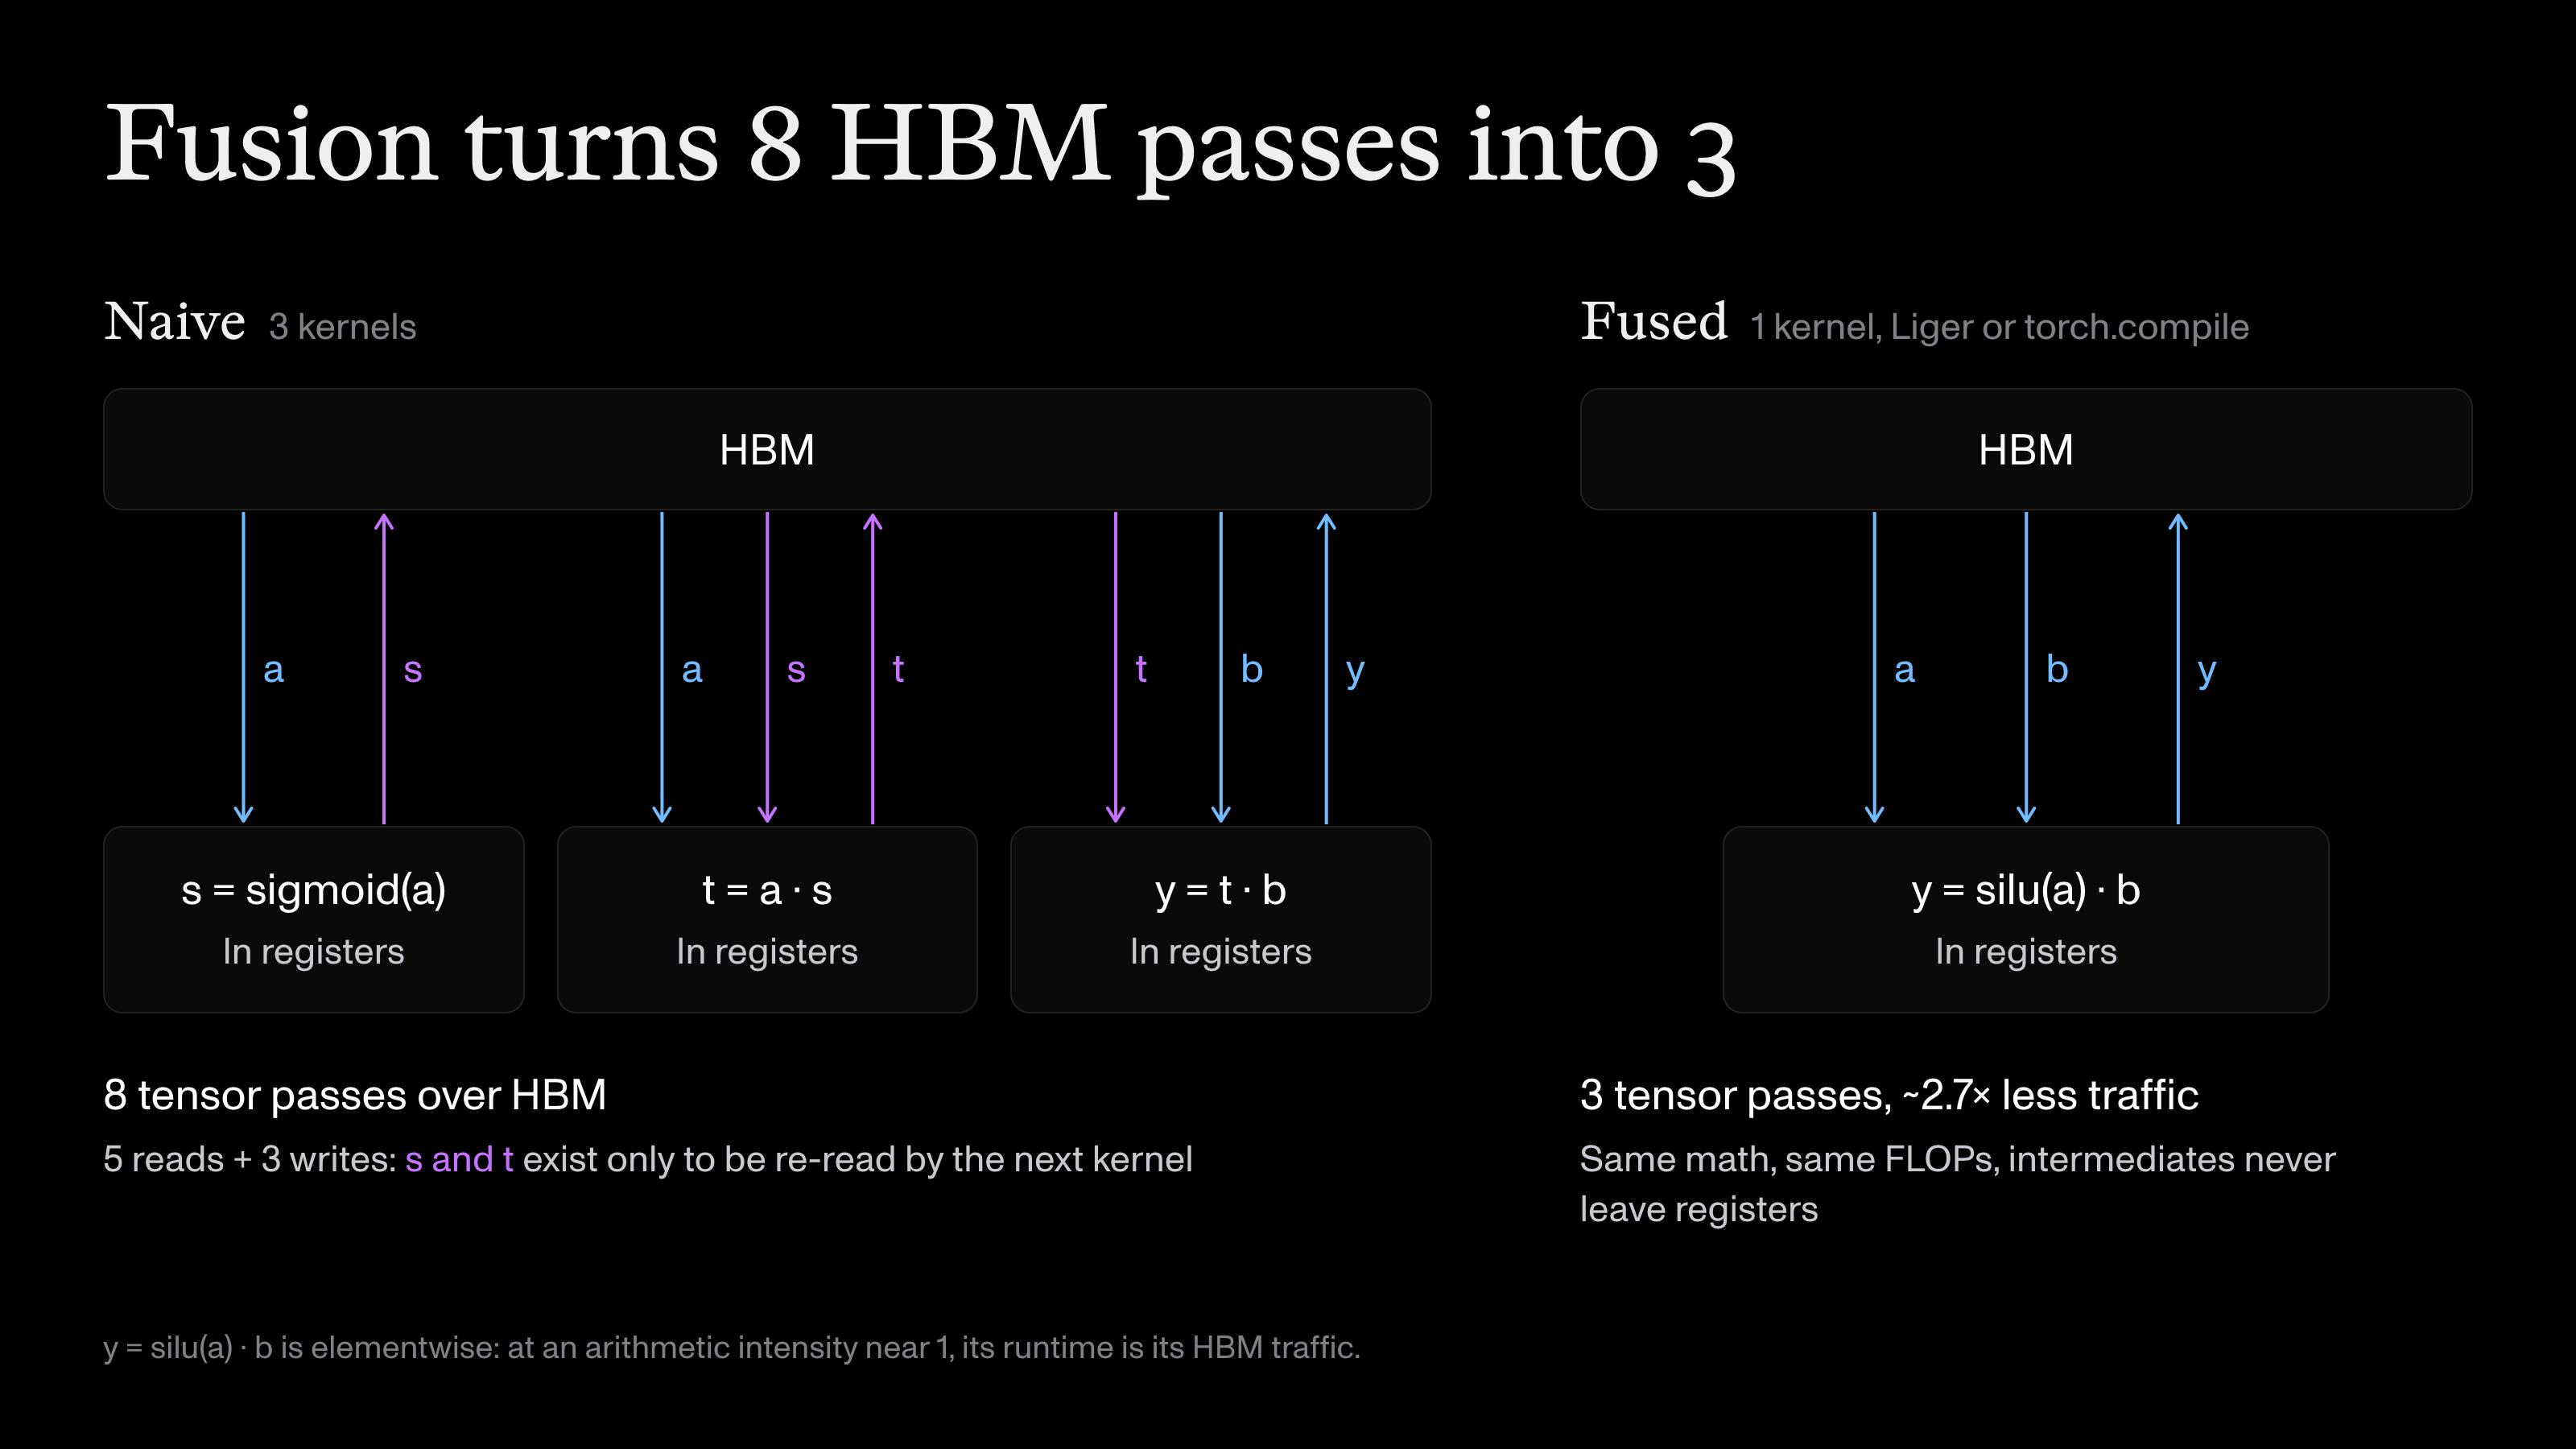 Fusion turns 8 HBM passes into 3
Naive 3 kernels
HBM
a
s
a
s
t
t
b
y
s = sigmoid(a)
In registers
t = a · s
In registers
y = t · b
In registers
8 tensor passes over HBM
5 reads + 3 writes: s and t exist only to be re-read by the next kernel
Fused 1 kernel, Liger or torch.compile
HBM
a
b
y
y = silu(a) · b
In registers
3 tensor passes, ~2.7× less traffic
Same math, same FLOPs, intermediates never
leave registers
y = silu(a) · b is elementwise: at an arithmetic intensity near 1, its runtime is its HBM traffic.